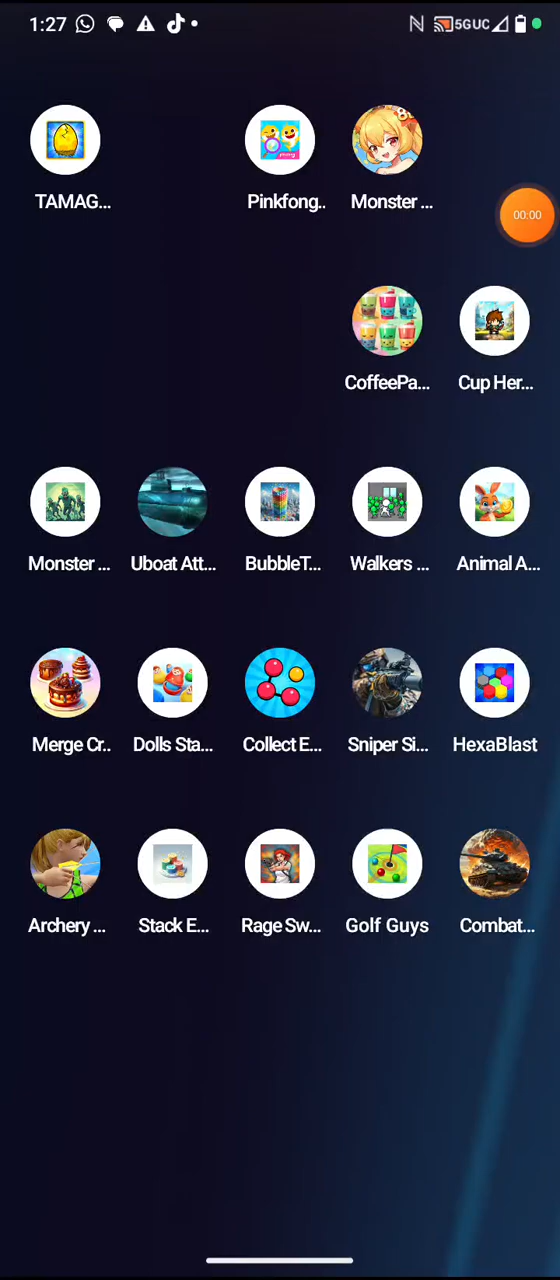 1:27
5GUC
TAMAG...
Pinkfong..
Monster ...
00:00
CoffeePa...
Cup Her...
Monster ...
Uboat Att...
BubbleT...
Walkers ...
Animal A...
Merge Cr..
Dolls Sta...
Collect E...
Sniper Si...
HexaBlast
Archery ...
Stack E...
Rage Sw...
Golf Guys
Combat...